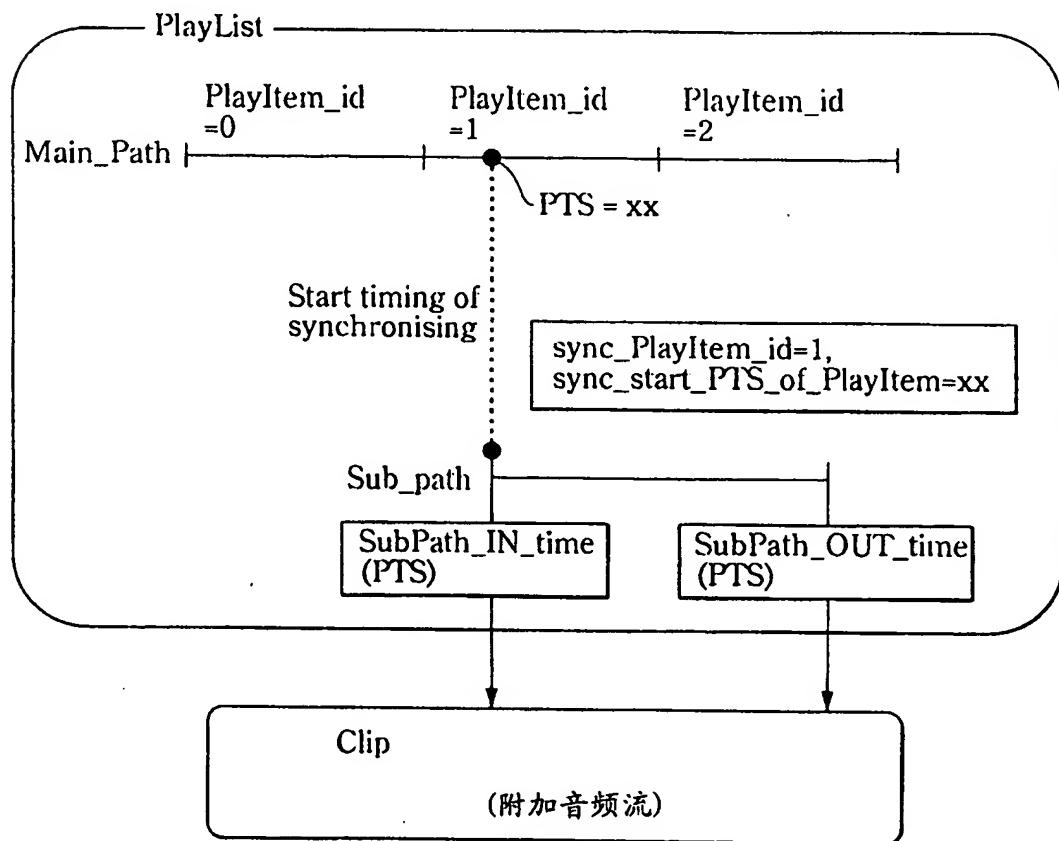 PlayList
PlayItem_id
=0
PlayItem_id
=1
PlayItem_id
=2
Main_Path
PTS = xx
Start timing of
synchronising
sync_PlayItem_id=1,
sync_start_PTS_of_PlayItem=xx
Sub_path
SubPath_IN_time
(PTS)
SubPath_OUT_time
(PTS)
Clip
(附加音频流)